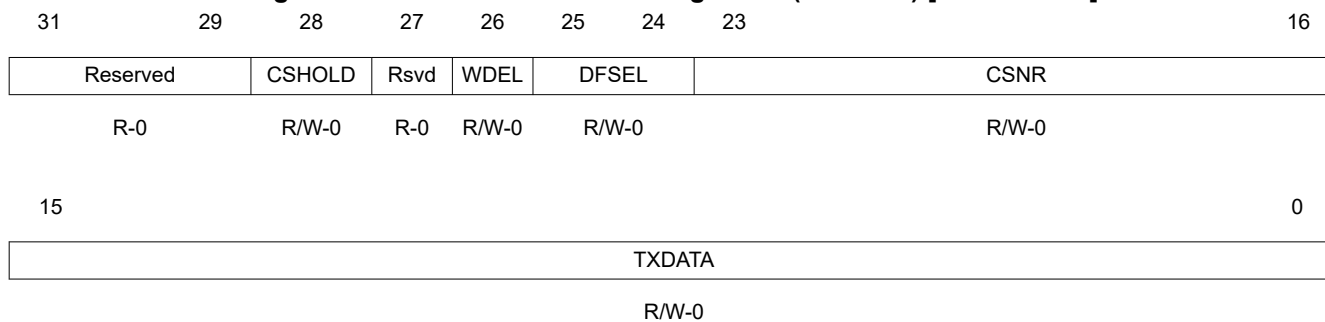 31 29 28 27 26 25 24 23 16
Reserved CSHOLD Rsvd WDEL DFSEL CSNR
R-0 R/W-0 R-0 R/W-0 R/W-0 R/W-0
15 0
TXDATA
R/W-0